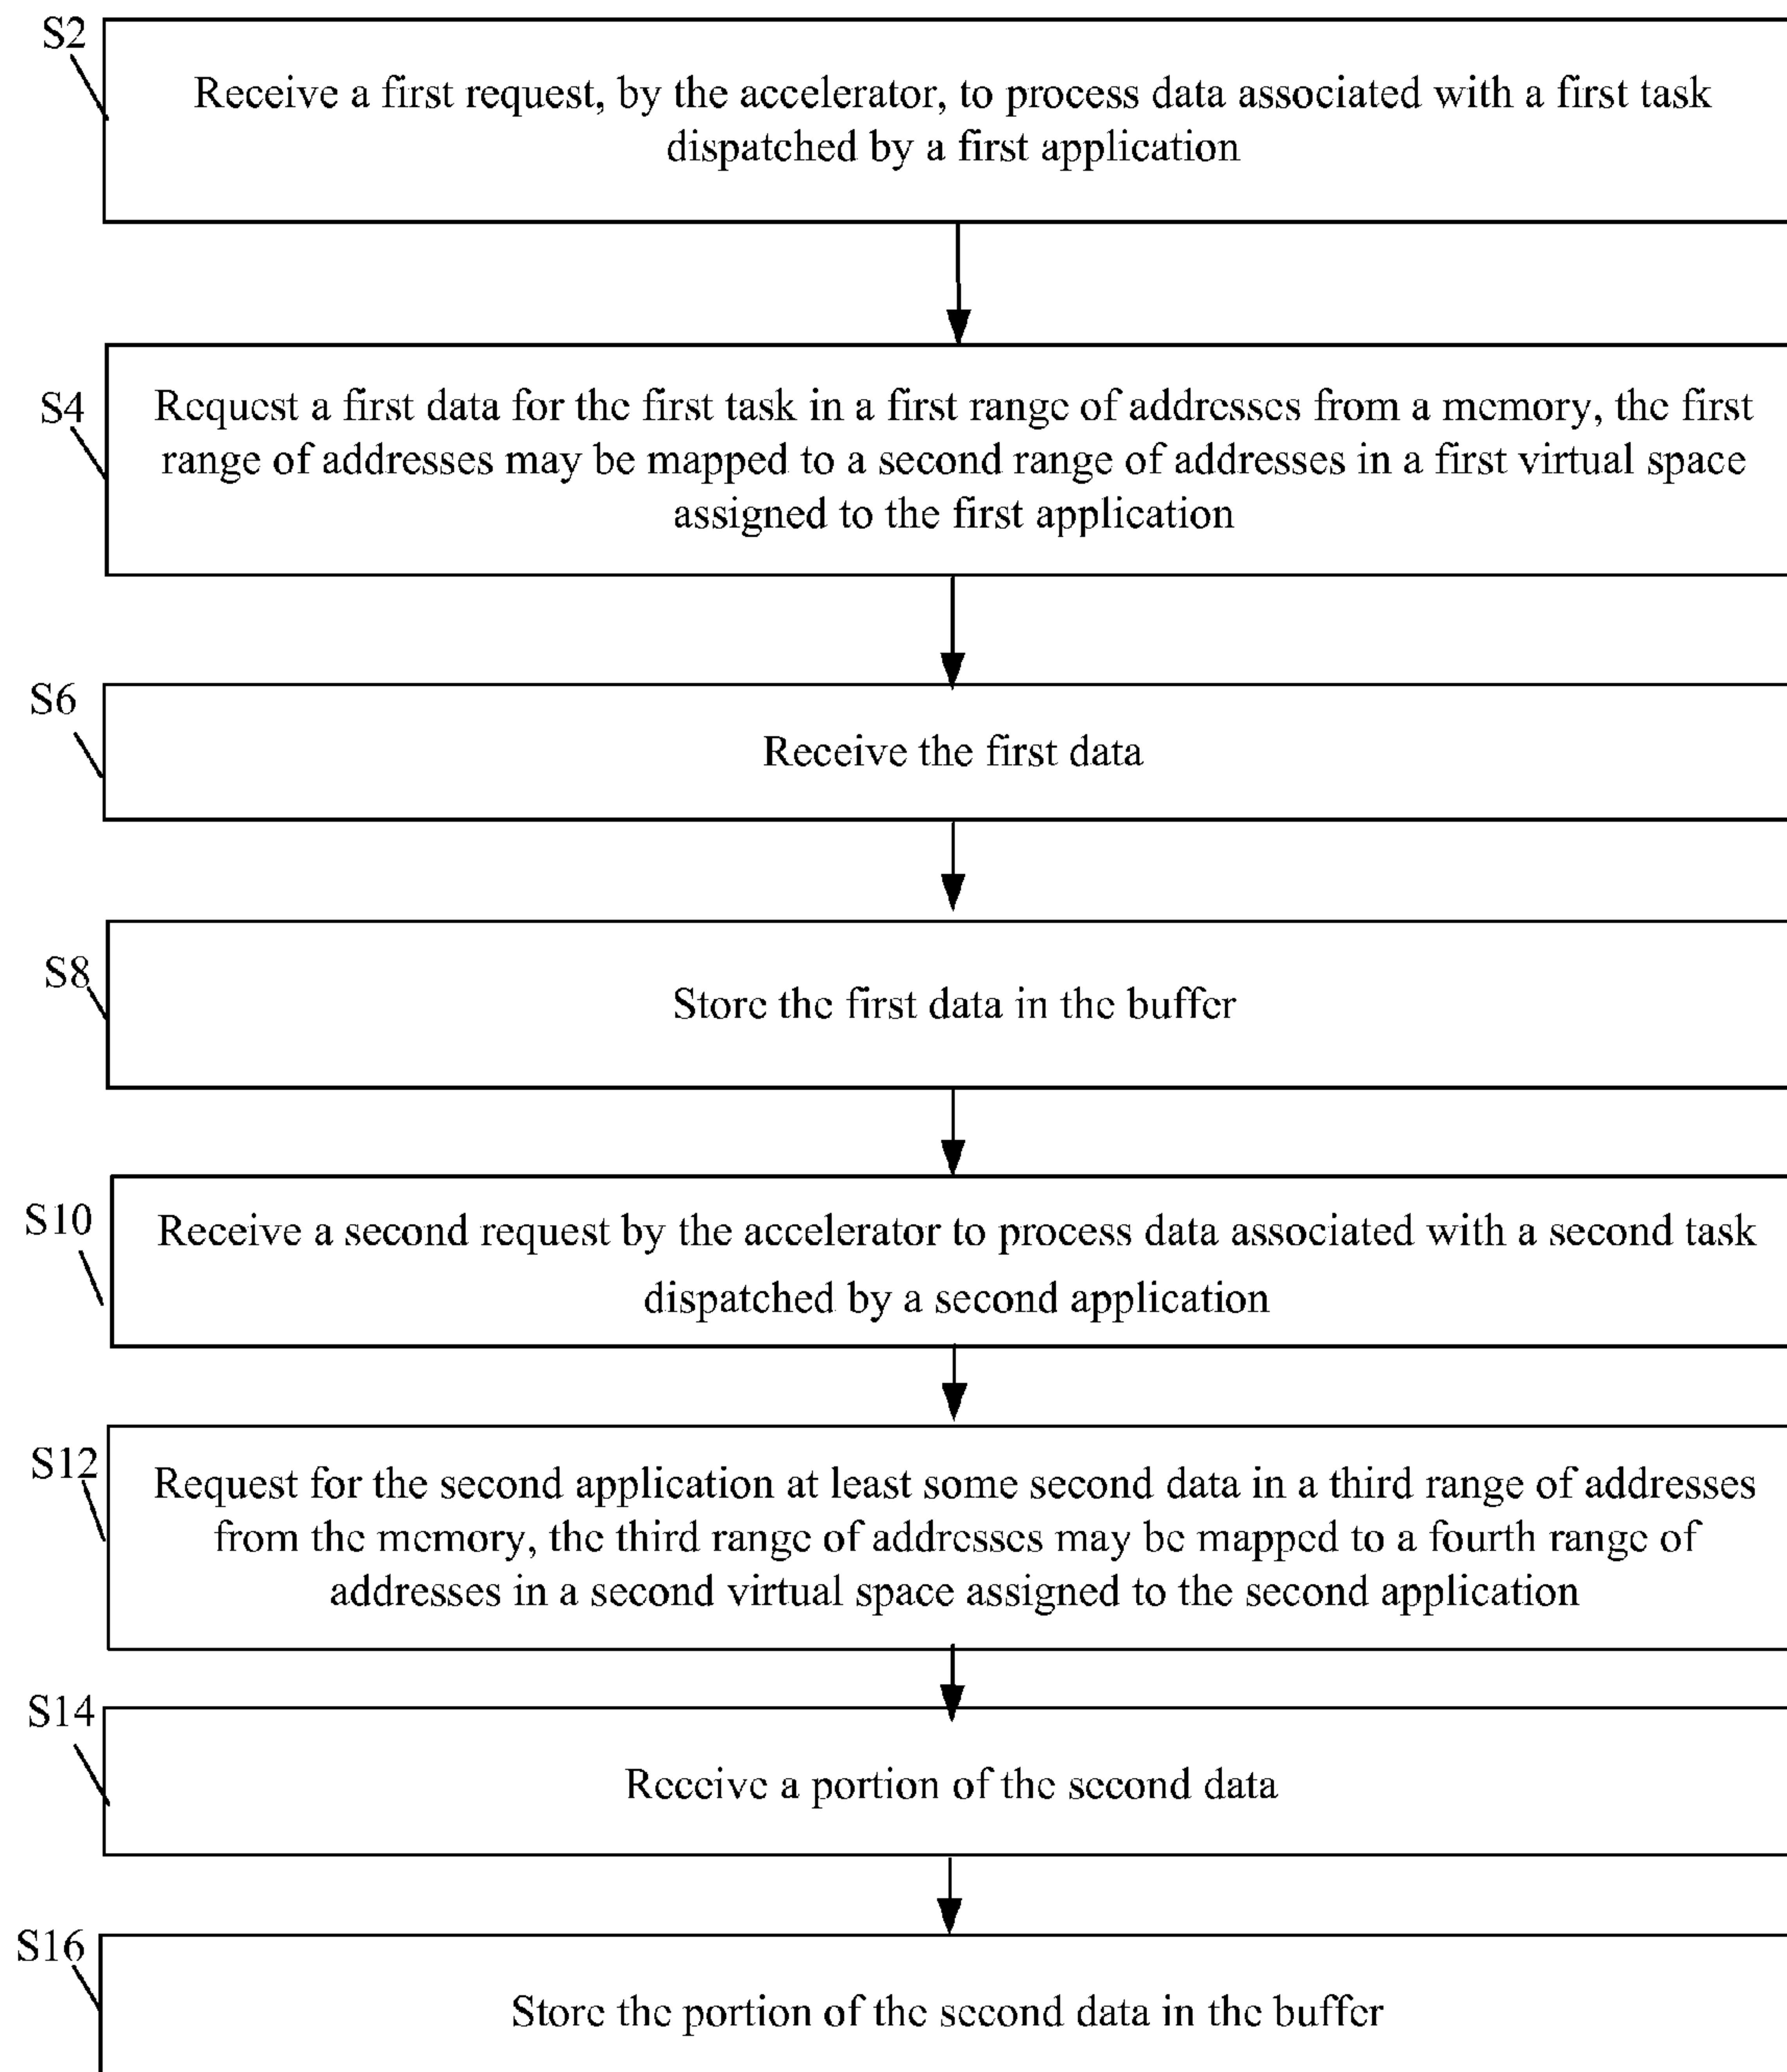 S2
Receive a first request, by the accelerator, to process data associated with a first task
dispatched by a first application
S4
Request a first data for the first task in a first range of addresses from a memory, the first
range of addresses may be mapped to a second range of addresses in a first virtual space
assigned to the first application
S6
Receive the first data
S8
Store the first data in the buffer
S10
Receive a second request by the accelerator to process data associated with a second task
dispatched by a second application
S12
Request for the second application at least some second data in a third range of addresses
from the memory, the third range of addresses may be mapped to a fourth range of
addresses in a second virtual space assigned to the second application
S14
Receive a portion of the second data
S16
Store the portion of the second data in the buffer